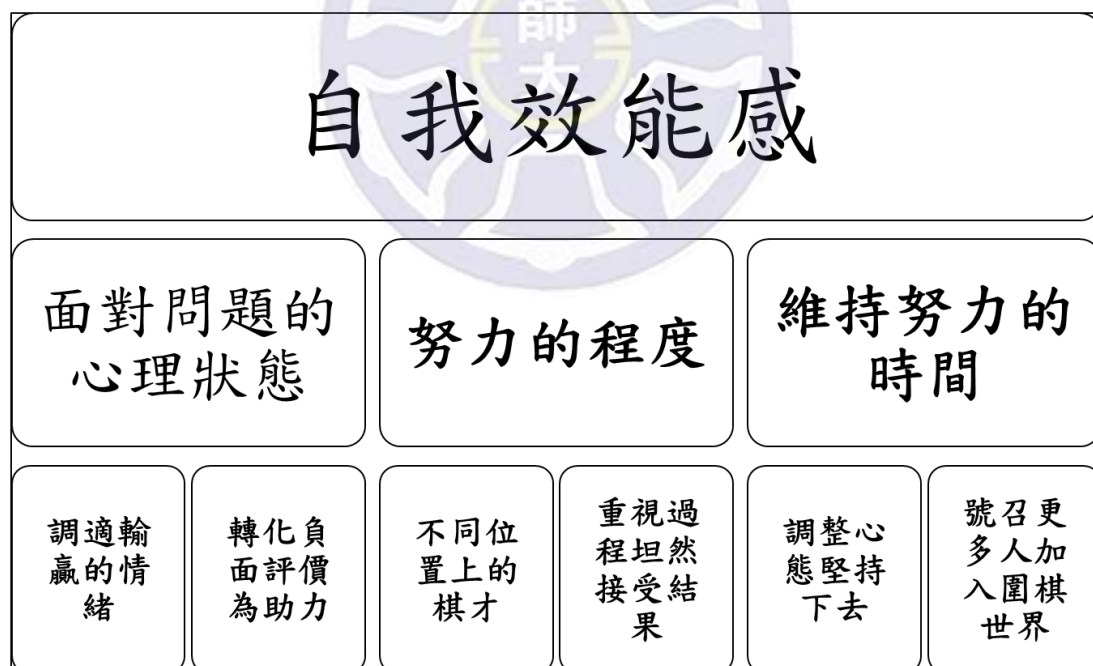 師大
自我效能感
面對問題的
心理狀態
努力的程度
維持努力的
時間
調適輸
贏的情
緒
轉化負
面評價
為助力
不同位
置上的
棋才
重視過
程坦然
接受結
果
調整心
態堅持
下去
號召更
多人加
入圍棋
世界